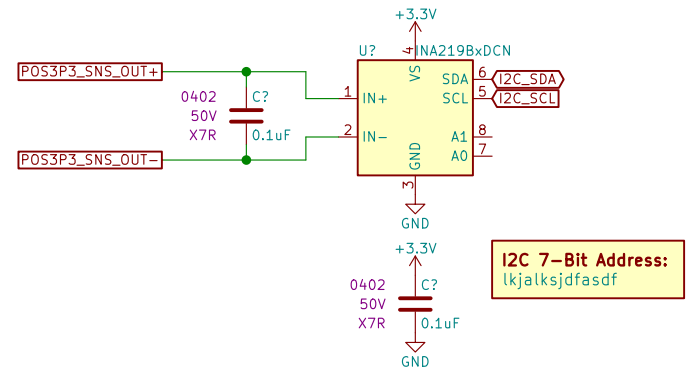 +3.3V
U? INA219BxDCN
4
VS
POS3P3_SNS_OUT+
SDA 6 I2C_SDA
0402 C? 1 IN+ SCL 5 I2C_SCL
50V
X7R 0.1uF 2 IN- A1 8
POS3P3_SNS_OUT- GND A0 7
3
GND
+3.3V
I2C 7-Bit Address:
lkjalksjdfasdf
0402 C?
50V
X7R 0.1uF
GND